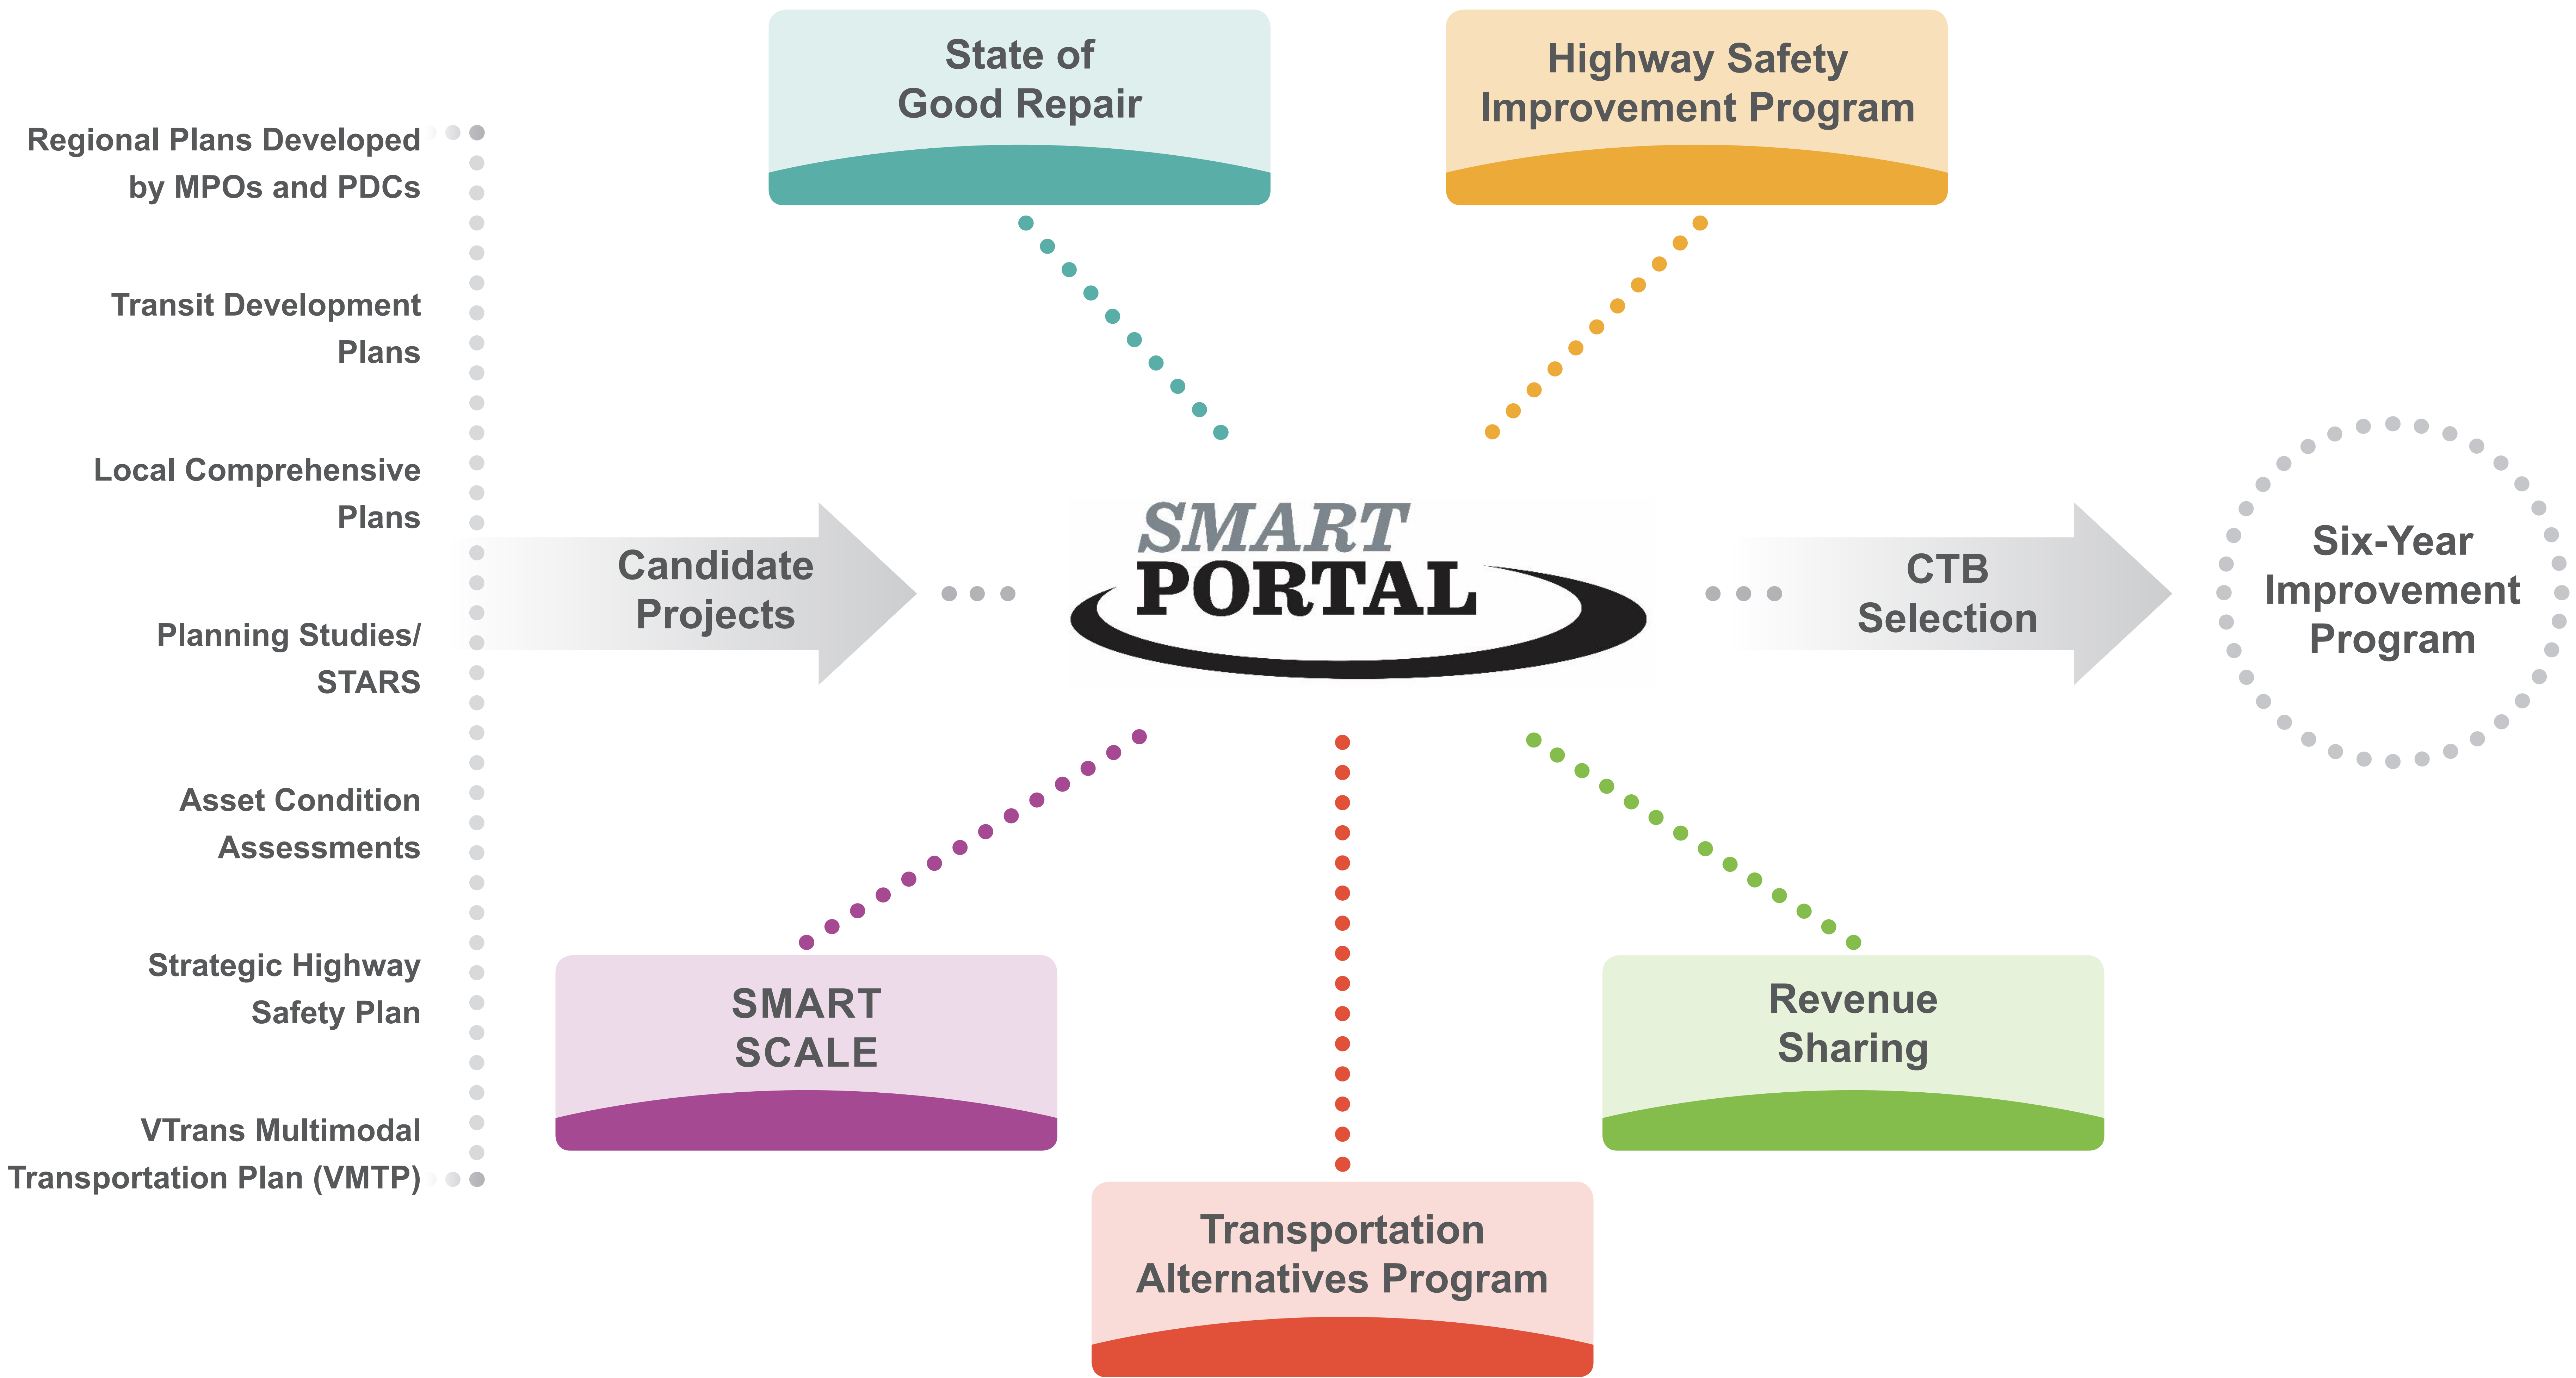 Regional Plans Developed
by MPOs and PDCs
Transit Development
Plans
Local Comprehensive
Plans
Planning Studies/
STARS
Asset Condition
Assessments
Strategic Highway
Safety Plan
VTrans Multimodal
Transportation Plan (VMTP)
Candidate
Projects
State of
Good Repair
Highway Safety
Improvement Program
SMART
PORTAL
SMART
SCALE
Transportation
Alternatives Program
Revenue
Sharing
CTB
Selection
Six-Year
Improvement
Program